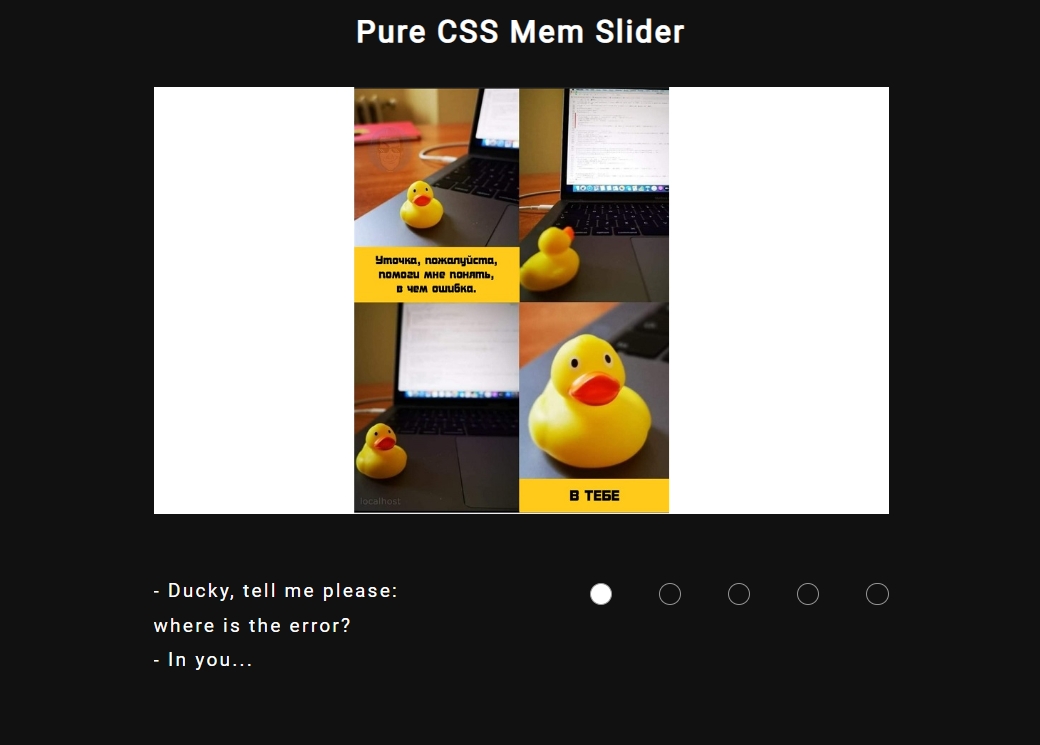 Pure CSS Mem Slider
Уточка, пожалуйста,
помоги мне понять,
в чем ошибка.
localhost
В ТЕБЕ
- Ducky, tell me please:
where is the error?
- In you...